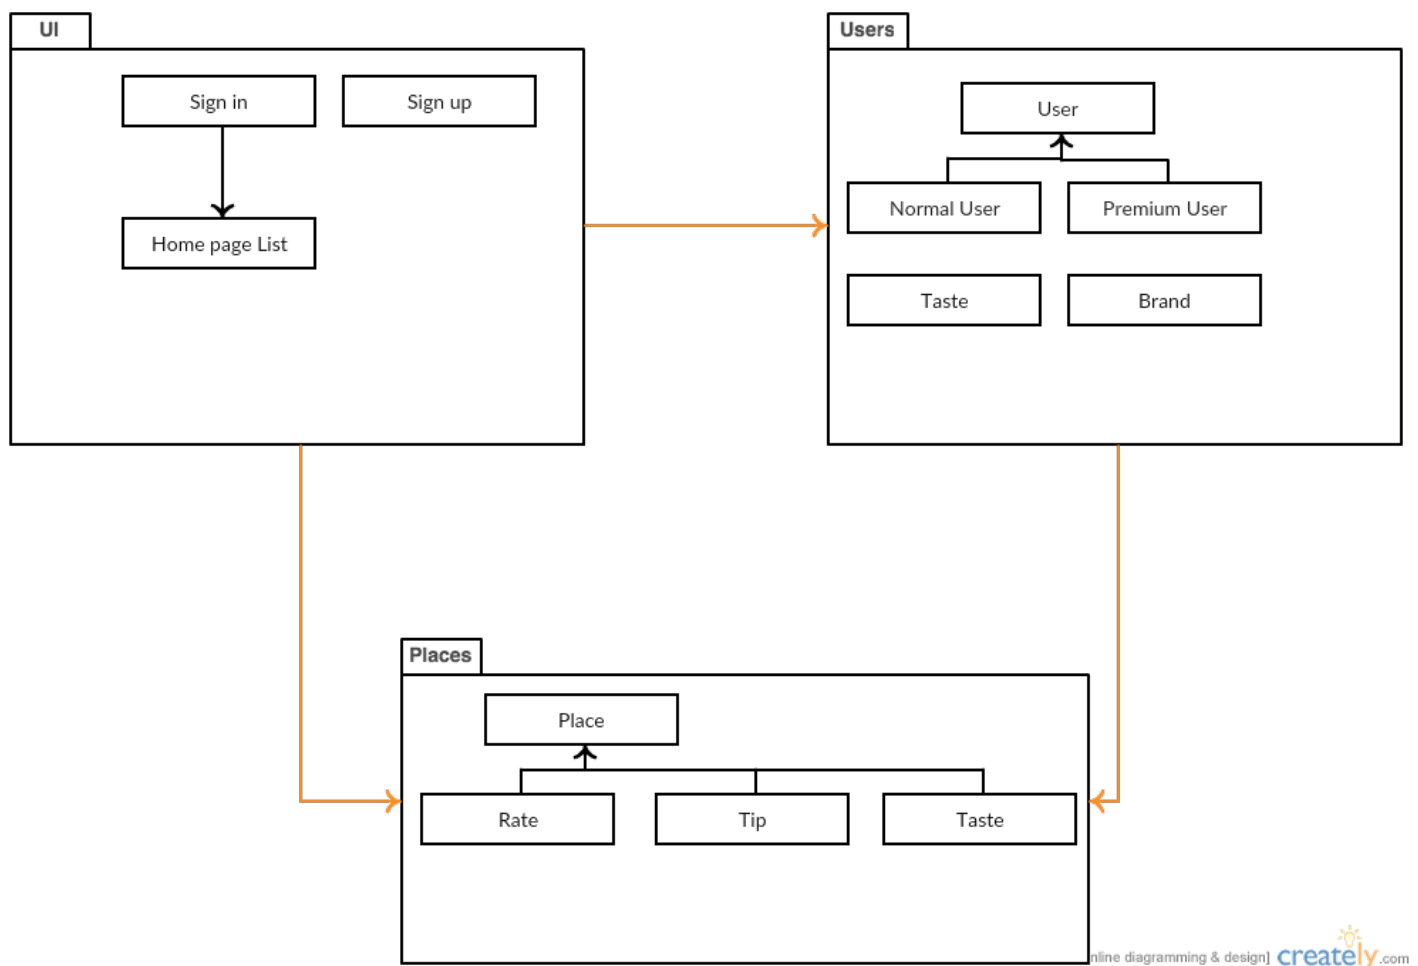 UI
Sign in
Sign up
Home page List
Users
User
Normal User
Premium User
Taste
Brand
Places
Place
Rate
Tip
Taste
nline diagramming & design] creately.com